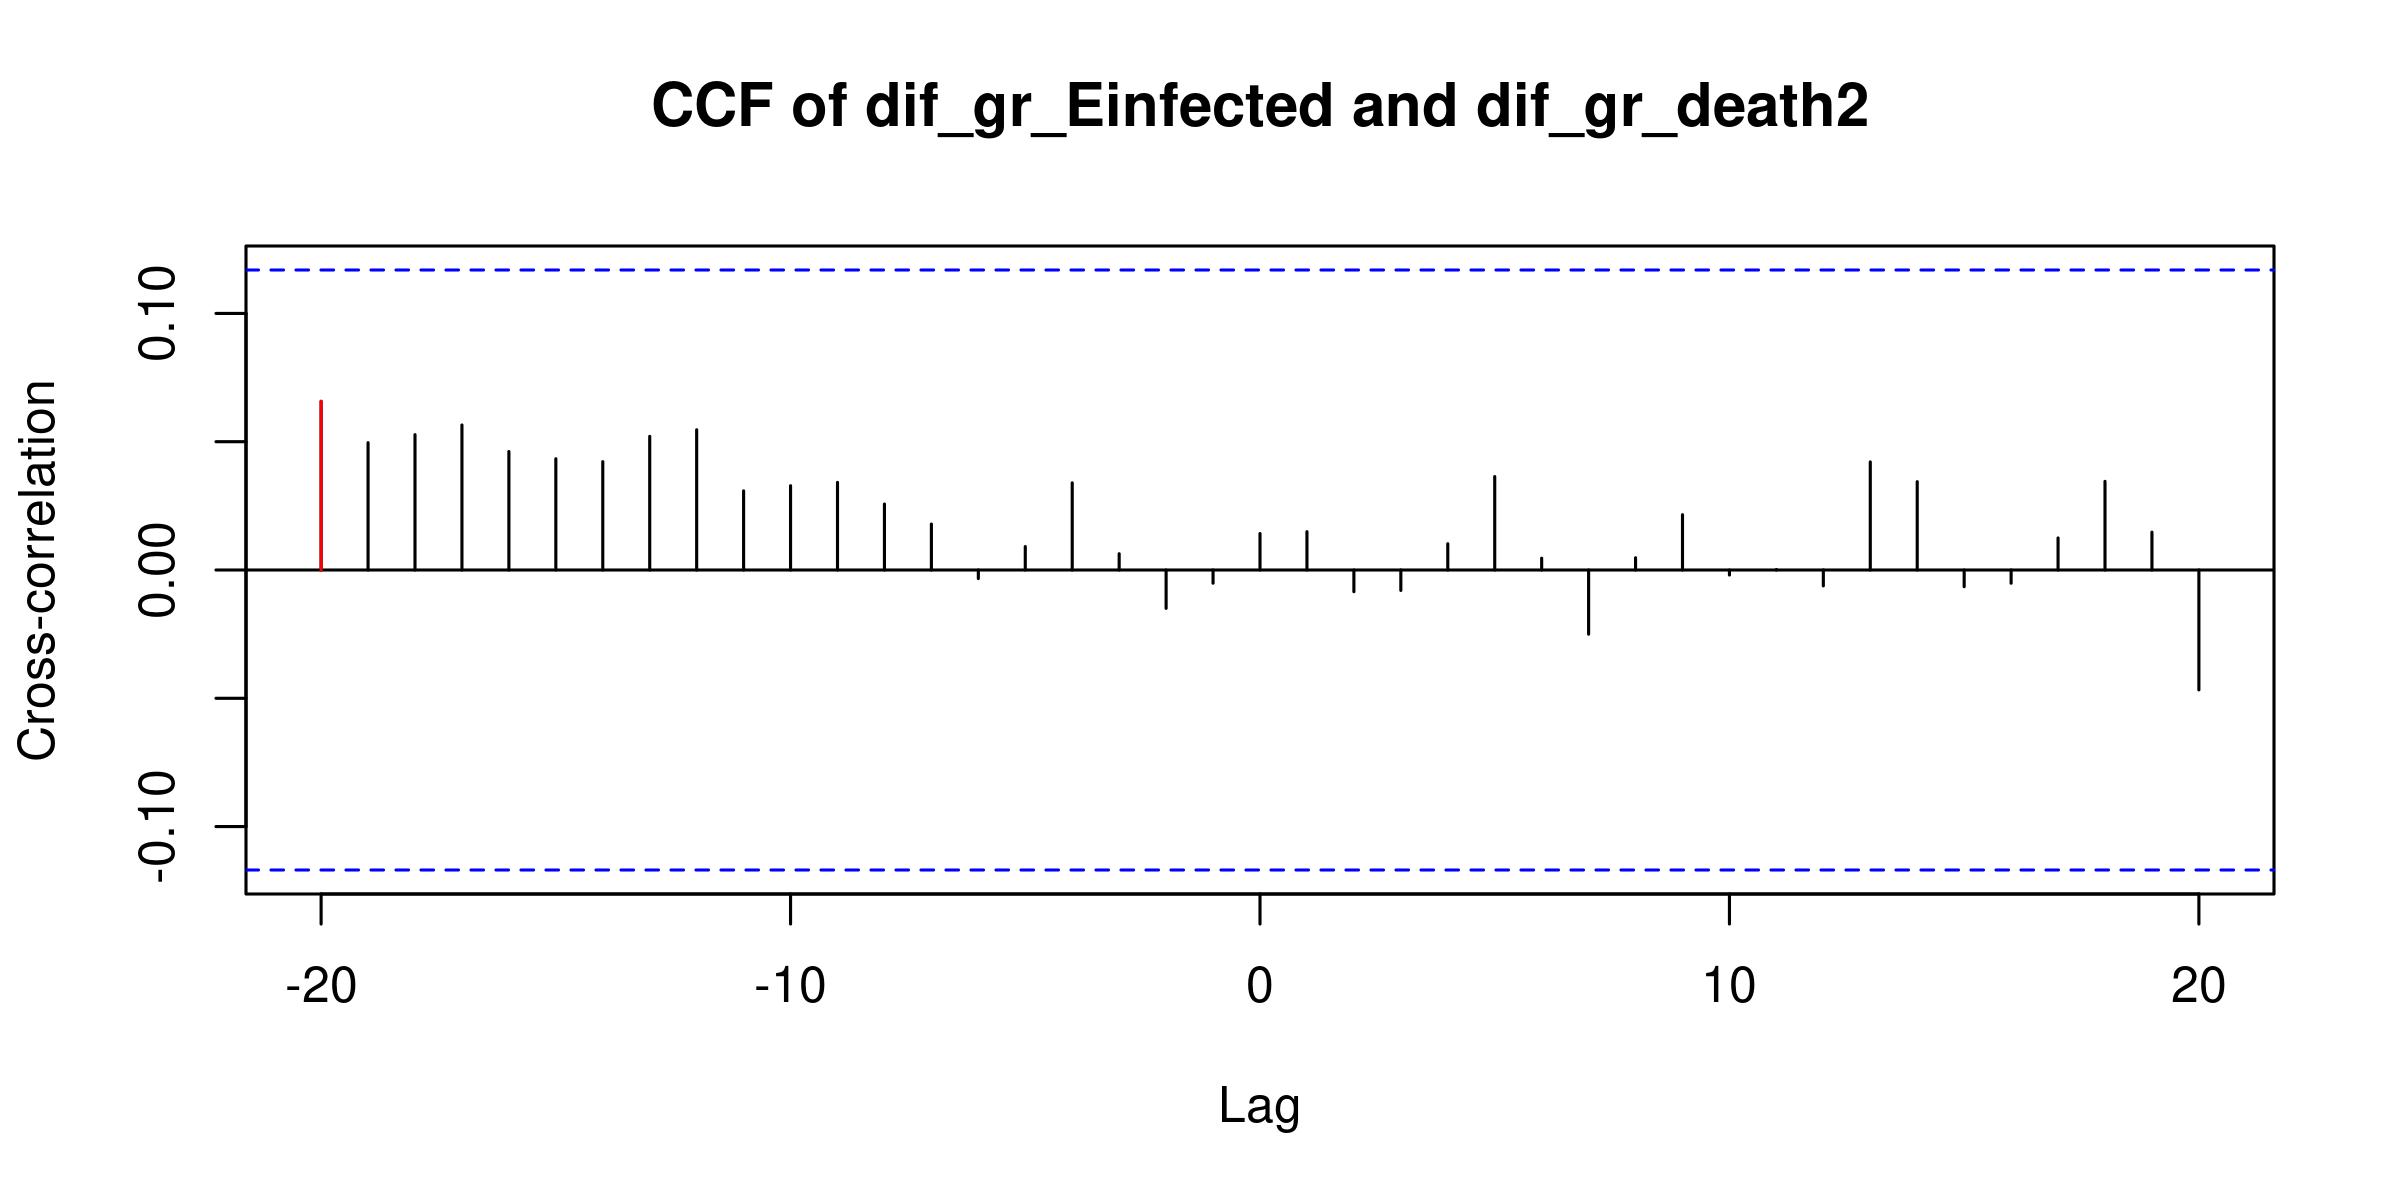 CCF of dif_gr_Einfected and dif_gr_death2
Cross-correlation
0.10
0.00
-0.10
-20
-10
0
10
20
Lag